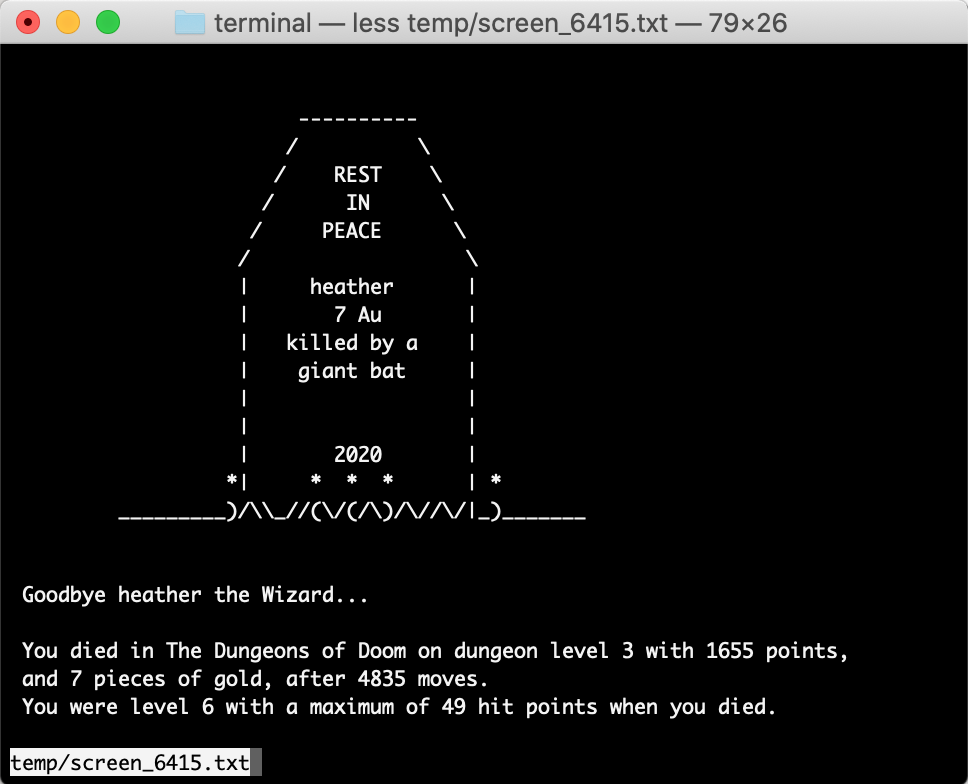 terminal — less temp/screen_6415.txt — 79×26
----------
/          \
/    REST    \
/      IN      \
/     PEACE      \
/                  \
|     heather      |
|       7 Au       |
|   killed by a    |
|    giant bat     |
|                  |
|                  |
|       2020       |
*|     *  *  *      | *
_________)/\\_//(\/(/\)/\//\/|_)_______
Goodbye heather the Wizard...
You died in The Dungeons of Doom on dungeon level 3 with 1655 points,
and 7 pieces of gold, after 4835 moves.
You were level 6 with a maximum of 49 hit points when you died.
temp/screen_6415.txt